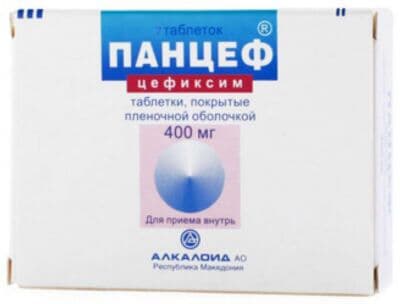 7 таблеток
ПАНЦЕФ®
цефиксим
таблетки, покрытые
пленочной оболочкой
400 мг
Для приема внутрь
АЛКАЛОИД АО
Республика Македония